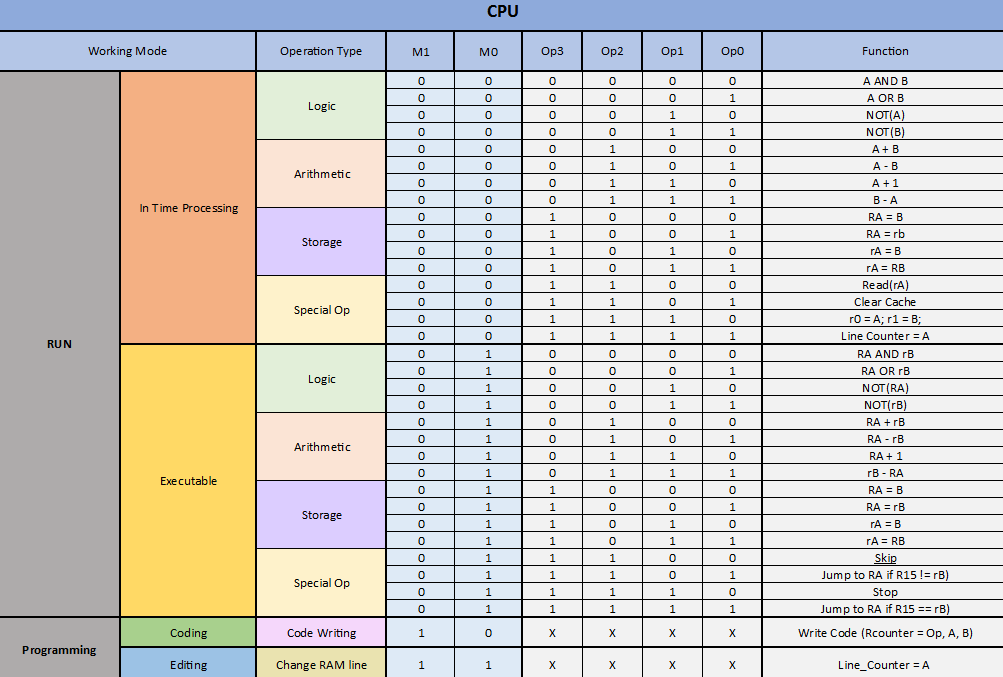 CPU
Working Mode Operation Type M1 M0 Op3 Op2 Op1 Op0 Function
RUN
In Time Processing
Logic
0 0 0 0 0 0 A AND B
0 0 0 0 0 1 A OR B
0 0 0 0 1 0 NOT(A)
0 0 0 0 1 1 NOT(B)
Arithmetic
0 0 0 1 0 0 A + B
0 0 0 1 0 1 A - B
0 0 0 1 1 0 A + 1
0 0 0 1 1 1 B - A
Storage
0 0 1 0 0 0 RA = B
0 0 1 0 0 1 RA = rb
0 0 1 0 1 0 rA = B
0 0 1 0 1 1 rA = RB
Special Op
0 0 1 1 0 0 Read(rA)
0 0 1 1 0 1 Clear Cache
0 0 1 1 1 0 r0 = A; r1 = B;
0 0 1 1 1 1 Line Counter = A
Executable
Logic
0 1 0 0 0 0 RA AND rB
0 1 0 0 0 1 RA OR rB
0 1 0 0 1 0 NOT(RA)
0 1 0 0 1 1 NOT(rB)
Arithmetic
0 1 0 1 0 0 RA + rB
0 1 0 1 0 1 RA - rB
0 1 0 1 1 0 RA + 1
0 1 0 1 1 1 rB - RA
Storage
0 1 1 0 0 0 RA = B
0 1 1 0 0 1 RA = rB
0 1 1 0 1 0 rA = B
0 1 1 0 1 1 rA = RB
Special Op
0 1 1 1 0 0 Skip
0 1 1 1 0 1 Jump to RA if R15 != rB)
0 1 1 1 1 0 Stop
0 1 1 1 1 1 Jump to RA if R15 == rB)
Programming
Coding Code Writing 1 0 X X X X Write Code (Rcounter = Op, A, B)
Editing Change RAM line 1 1 X X X X Line_Counter = A